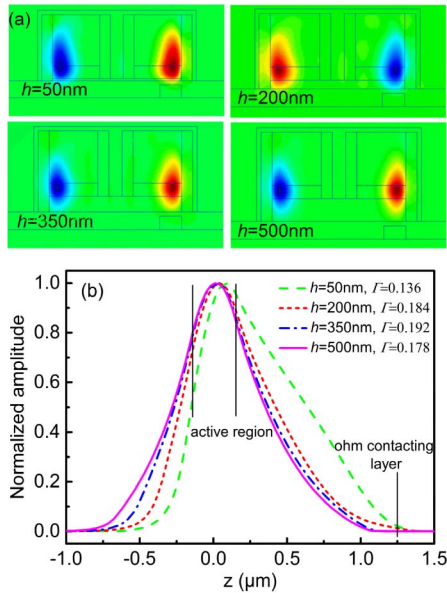 (a)
h=50nm
h=200nm
h=350nm
h=500nm
(b)
h=50nm, Γ=0.136
h=200nm, Γ=0.184
h=350nm, Γ=0.192
h=500nm, Γ=0.178
active region
ohm contacting
layer
Normalized amplitude
1.0
0.8
0.6
0.4
0.2
0.0
-1.0 -0.5 0.0 0.5 1.0 1.5
z (μm)